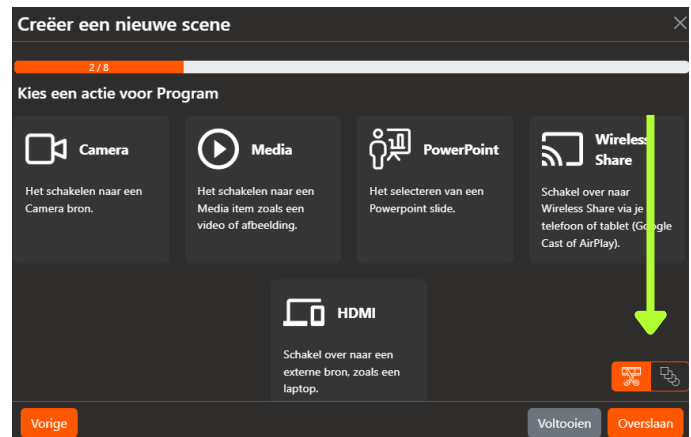 Creëer een nieuwe scene
2 / 8
Kies een actie voor Program
Camera
Het schakelen naar een
Camera bron.
Media
Het schakelen naar een
Media item zoals een
video of afbeelding.
PowerPoint
Het selecteren van een
Powerpoint slide.
Wireless
Share
Schakel over naar
Wireless Share via je
telefoon of tablet (Google
Cast of AirPlay).
HDMI
Schakel over naar een
externe bron, zoals een
laptop.
Vorige
Voltooien
Overslaan